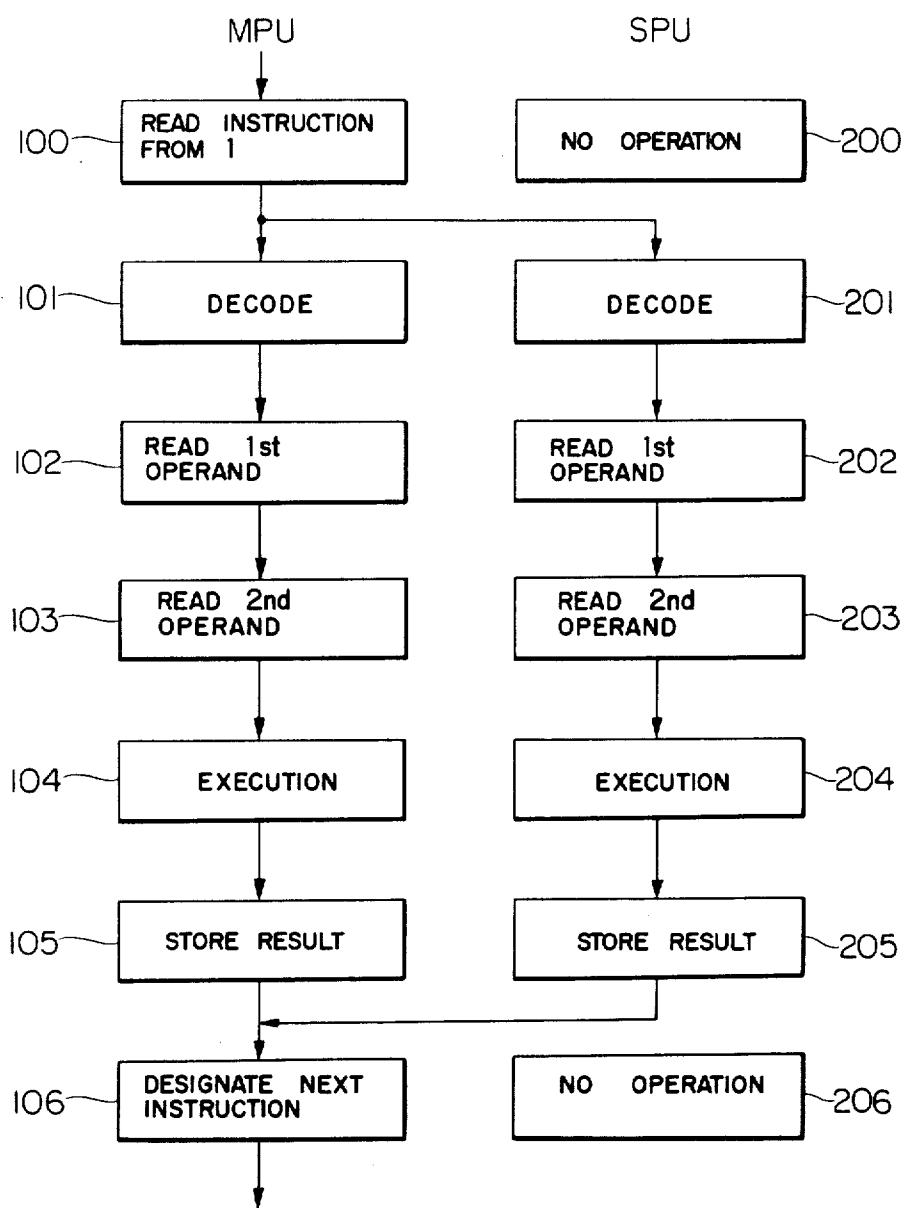 MPU SPU
100 READ INSTRUCTION
FROM 1
NO OPERATION 200
101 DECODE
DECODE 201
102 READ 1st
OPERAND
READ 1st
OPERAND 202
103 READ 2nd
OPERAND
READ 2nd
OPERAND 203
104 EXECUTION
EXECUTION 204
105 STORE RESULT
STORE RESULT 205
106 DESIGNATE NEXT
INSTRUCTION
NO OPERATION 206